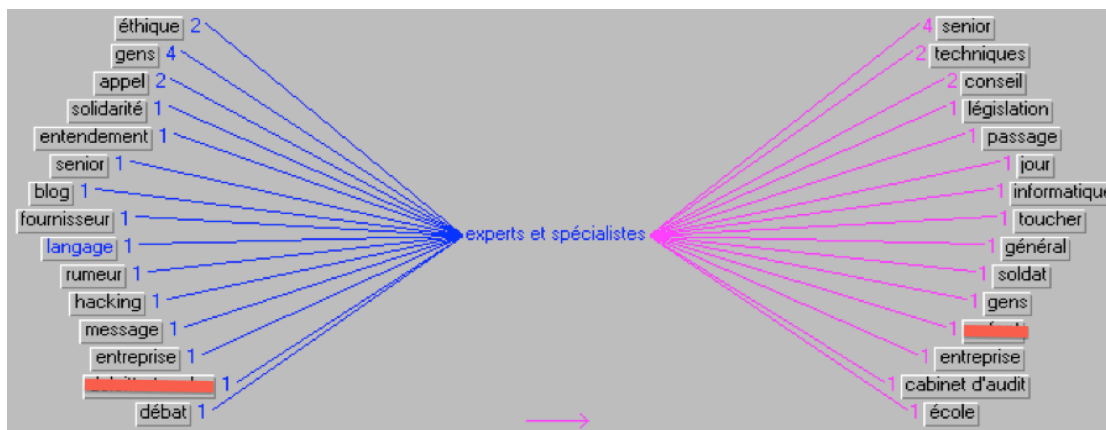 éthique 2
gens 4
appel 2
solidarité 1
entendement 1
senior 1
blog 1
fournisseur 1
langage 1
rumeur 1
hacking 1
message 1
entreprise 1
1
débat 1
experts et spécialistes
4 senior
2 techniques
2 conseil
1 législation
1 passage
1 jour
1 informatique
1 toucher
1 général
1 soldat
1 gens
1
1 entreprise
1 cabinet d'audit
1 école